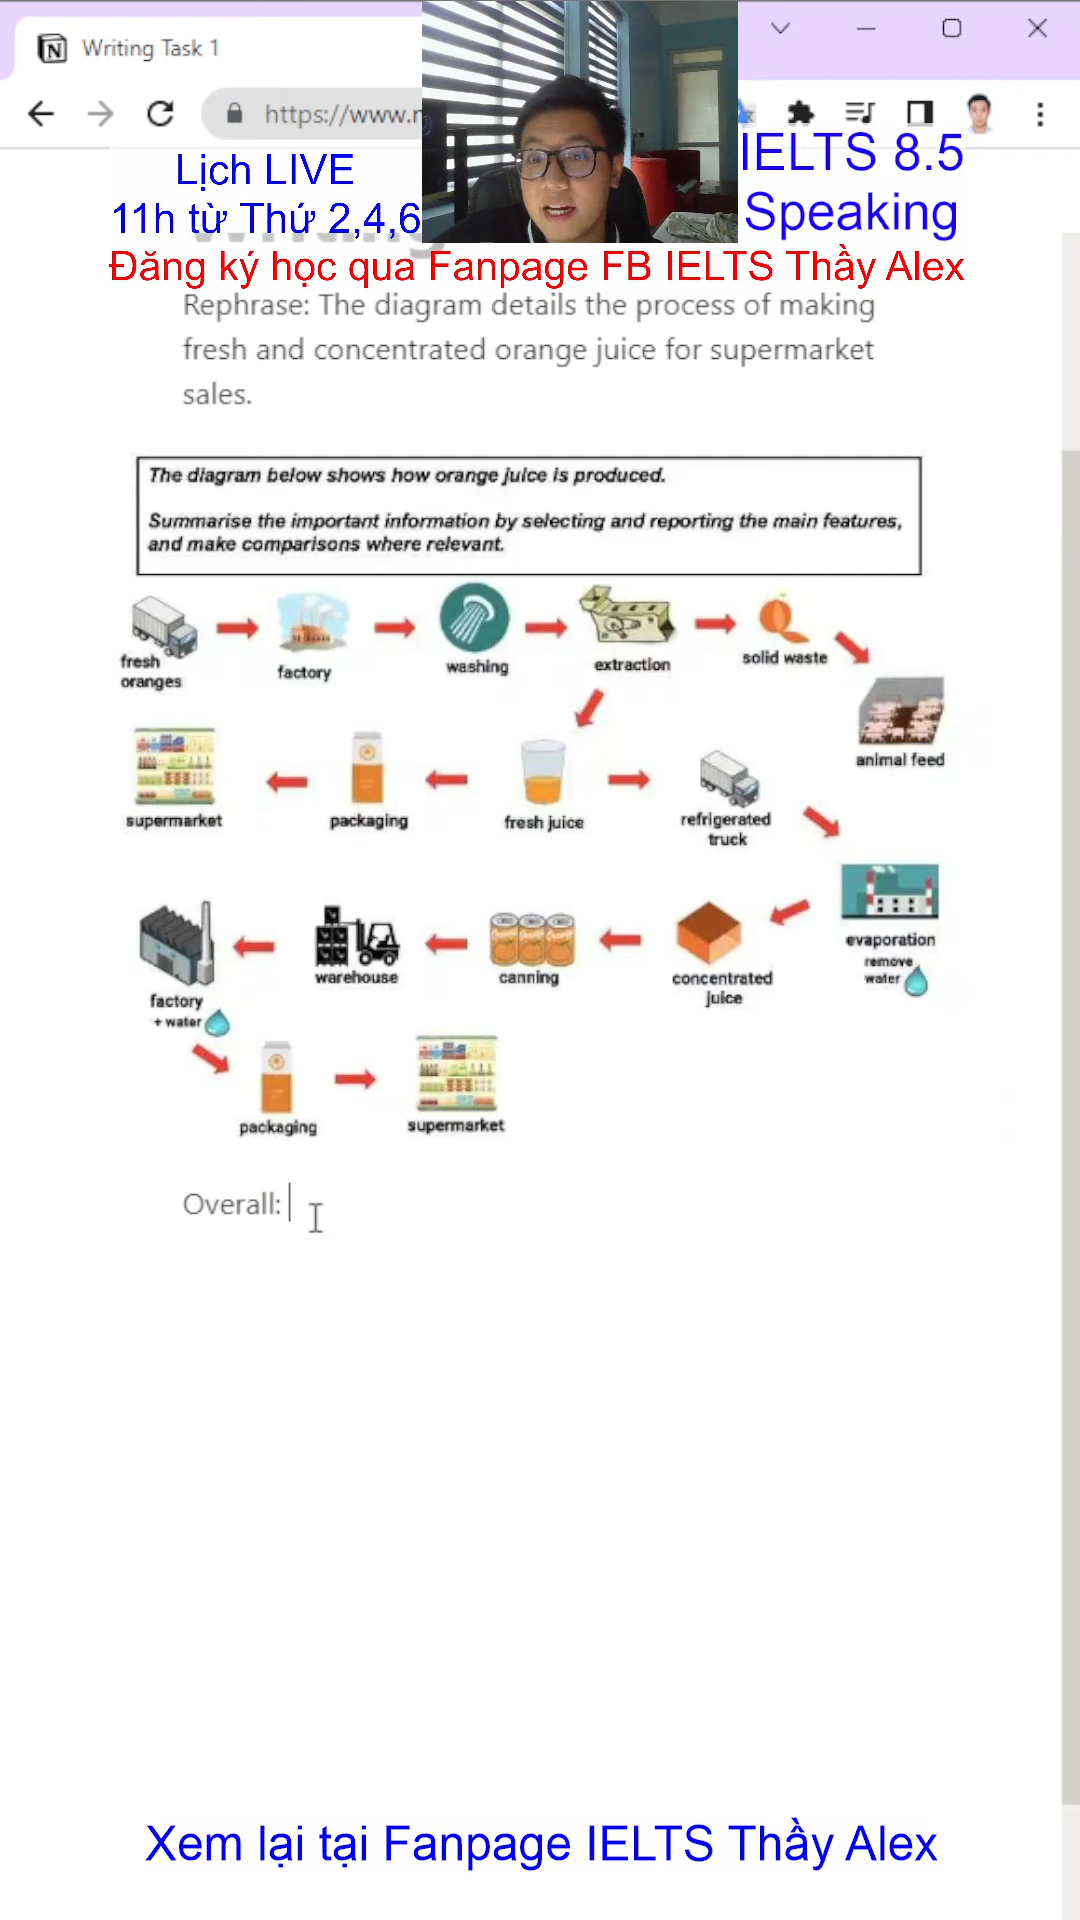 Writing Task 1
https://www.n
Lịch LIVE
11h từ Thứ 2,4,6
IELTS 8.5
Speaking
Đăng ký học qua Fanpage FB IELTS Thầy Alex
Rephrase: The diagram details the process of making
fresh and concentrated orange juice for supermarket
sales.
The diagram below shows how orange juice is produced.
Summarise the important information by selecting and reporting the main features,
and make comparisons where relevant.
fresh
oranges
factory
washing
extraction
solid waste
animal feed
supermarket
packaging
fresh juice
refrigerated
truck
evaporation
remove
water
concentrated
juice
canning
warehouse
factory
+ water
packaging
supermarket
Overall:
Xem lại tại Fanpage IELTS Thầy Alex